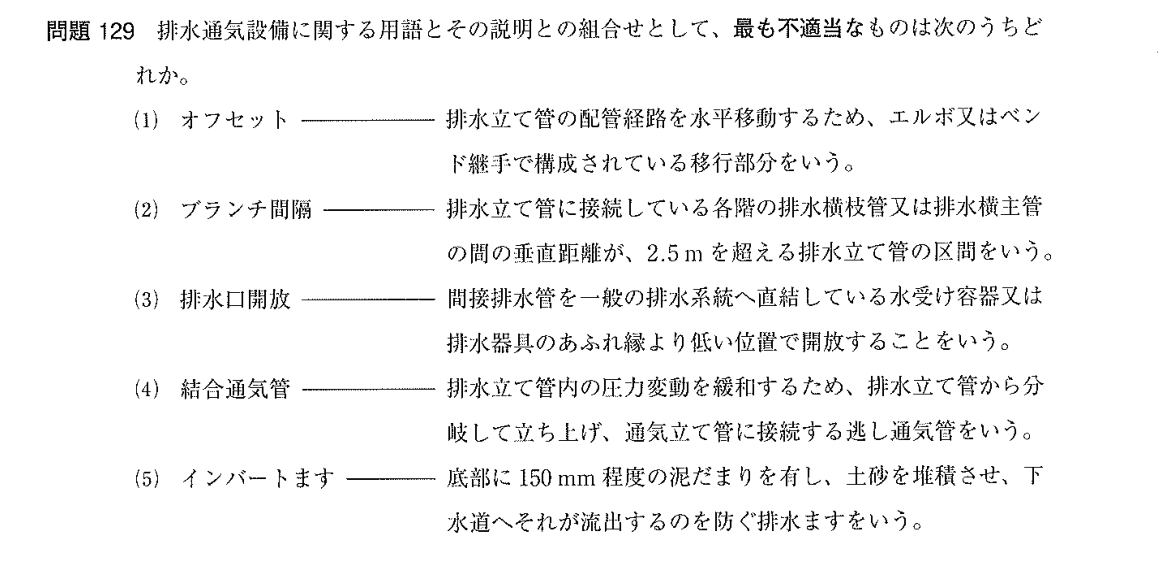 問題 129 排水通気設備に関する用語とその説明との組合せとして、最も不適当なものは次のうちど
れか。
(1) オフセット ―――――― 排水立て管の配管経路を水平移動するため、エルボ又はベン
ド継手で構成されている移行部分をいう。
(2) ブランチ間隔 ――――― 排水立て管に接続している各階の排水横枝管又は排水横主管
の間の垂直距離が、2.5 m を超える排水立て管の区間をいう。
(3) 排水口開放 ―――――― 間接排水管を一般の排水系統へ直結している水受け容器又は
排水器具のあふれ縁より低い位置で開放することをいう。
(4) 結合通気管 ―――――― 排水立て管内の圧力変動を緩和するため、排水立て管から分
岐して立ち上げ、通気立て管に接続する逃し通気管をいう。
(5) インバートます ―――― 底部に 150 mm 程度の泥だまりを有し、土砂を堆積させ、下
水道へそれが流出するのを防ぐ排水ますをいう。